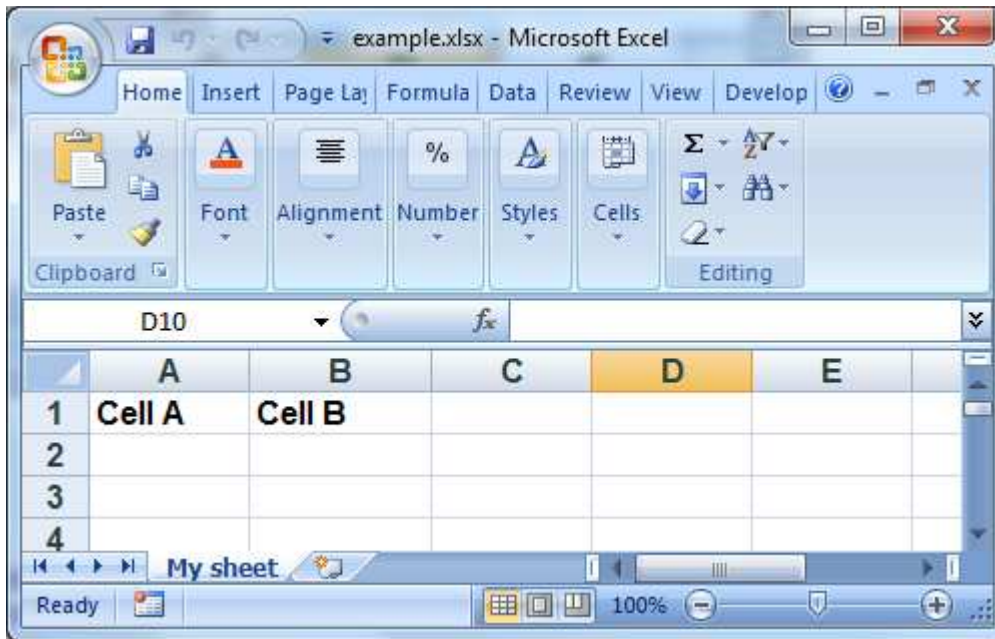 example.xlsx - Microsoft Excel
Home Insert Page Lay Formula Data Review View Develop
Paste Font Alignment Number Styles Cells
Clipboard Editing
D10 fx
A B C D E
1 Cell A Cell B
2
3
4
My sheet
Ready 100%